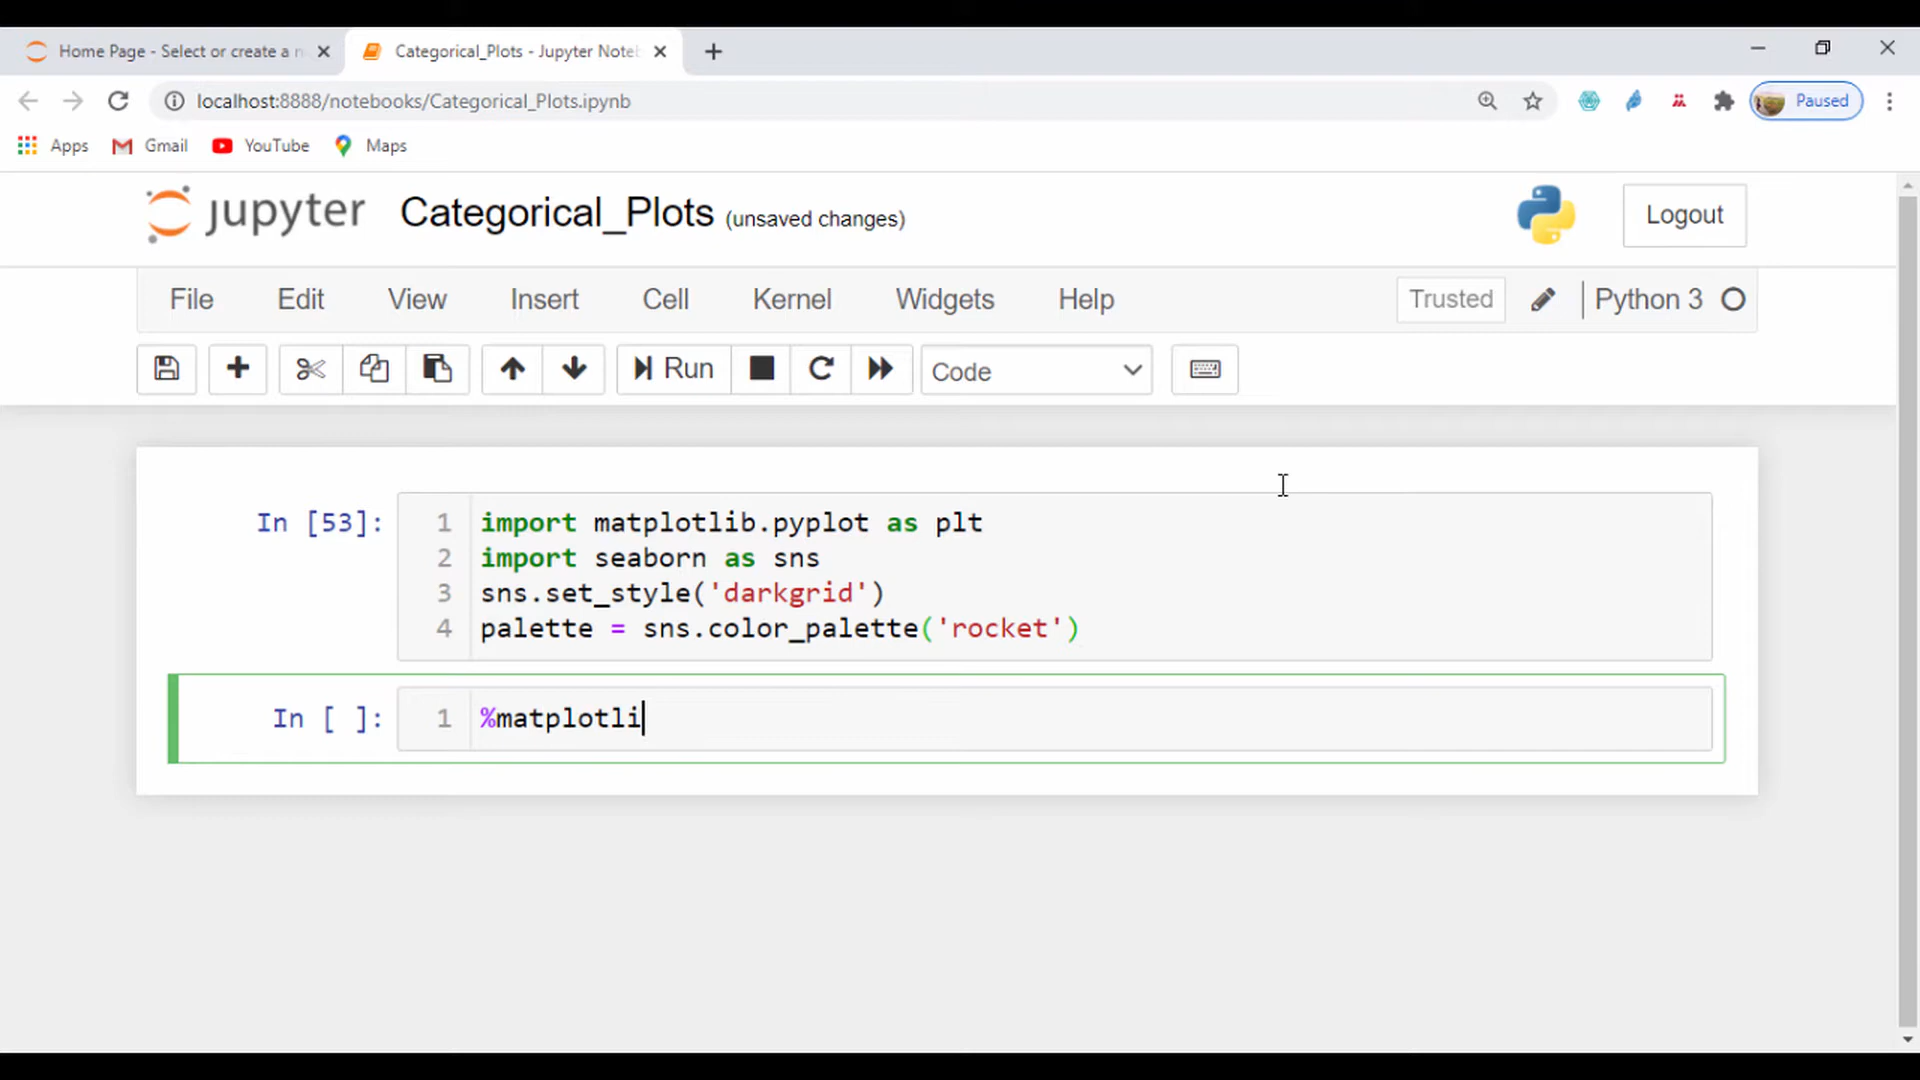 Home Page - Select or create a n
Categorical_Plots - Jupyter Noteb
localhost:8888/notebooks/Categorical_Plots.ipynb
Paused
Apps
Gmail
YouTube
Maps
jupyter
Categorical_Plots (unsaved changes)
Logout
File
Edit
View
Insert
Cell
Kernel
Widgets
Help
Trusted
Python 3
Run
Code
In [53]:
1 import matplotlib.pyplot as plt
2 import seaborn as sns
3 sns.set_style('darkgrid')
4 palette = sns.color_palette('rocket')
In [ ]:
1 %matplotli